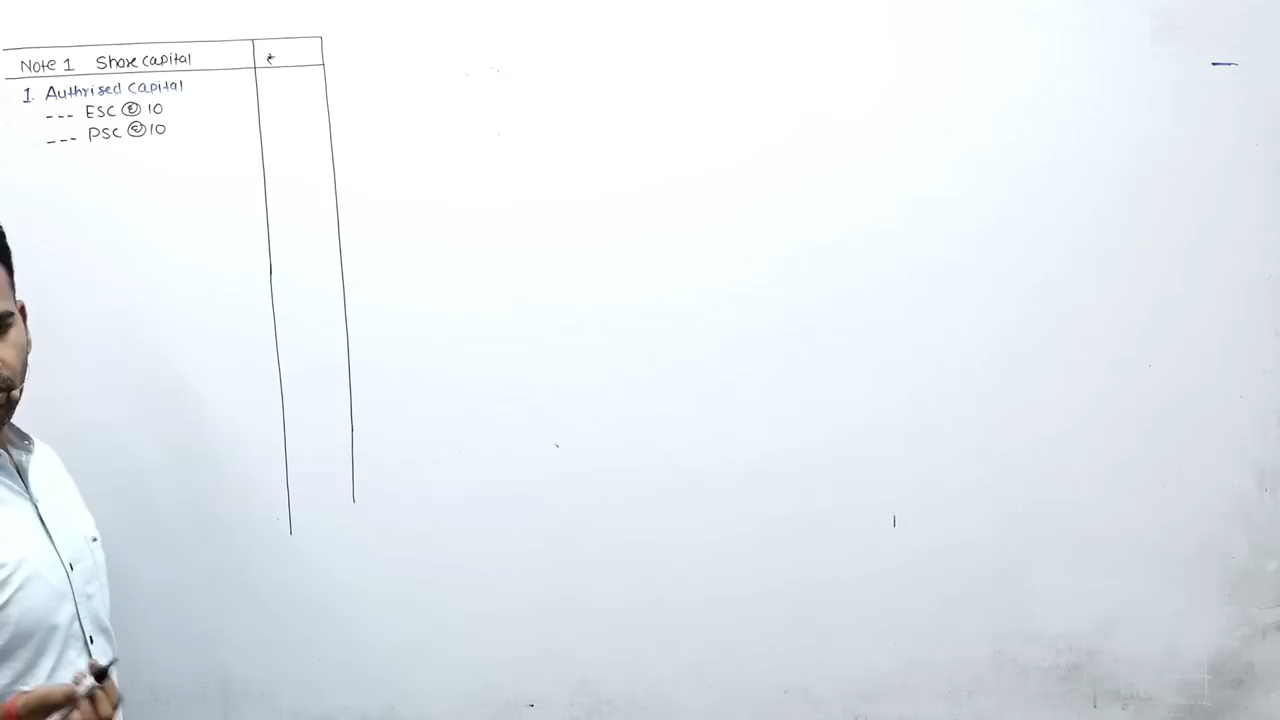 Note 1 Share capital ₹
1. Authrised capital
--- ESC @ 10
--- PSC @ 10